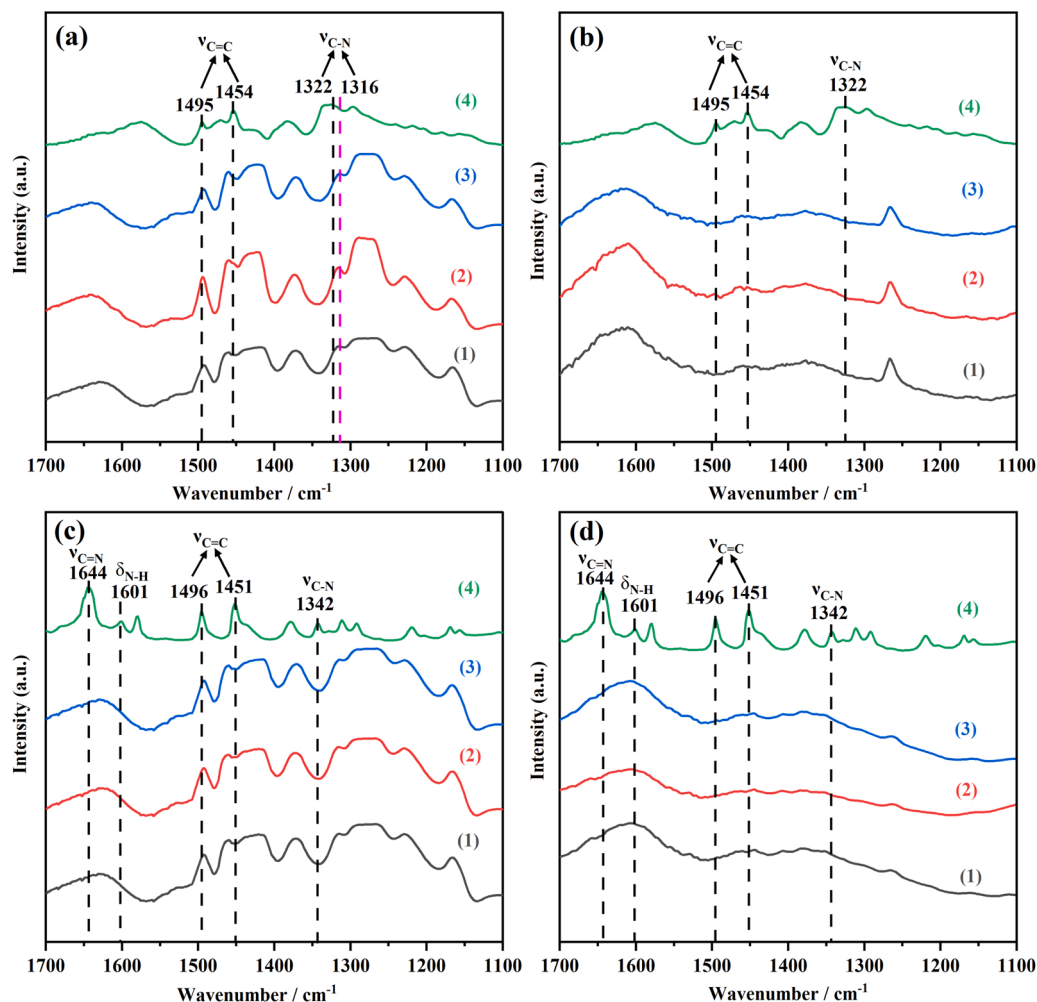 (a)
νC=C
νC-N
1495
1454
1322
1316
(4)
(3)
(2)
(1)
Intensity (a.u.)
1700 1600 1500 1400 1300 1200 1100
Wavenumber / cm-1
(b)
νC=C
νC-N
1495
1454
1322
(4)
(3)
(2)
(1)
Intensity (a.u.)
1700 1600 1500 1400 1300 1200 1100
Wavenumber / cm-1
(c)
νC=N
1644
δN-H
1601
νC=C
1496
1451
νC-N
1342
(4)
(3)
(2)
(1)
Intensity (a.u.)
1700 1600 1500 1400 1300 1200 1100
Wavenumber / cm-1
(d)
νC=N
1644
δN-H
1601
νC=C
1496
1451
νC-N
1342
(4)
(3)
(2)
(1)
Intensity (a.u.)
1700 1600 1500 1400 1300 1200 1100
Wavenumber / cm-1